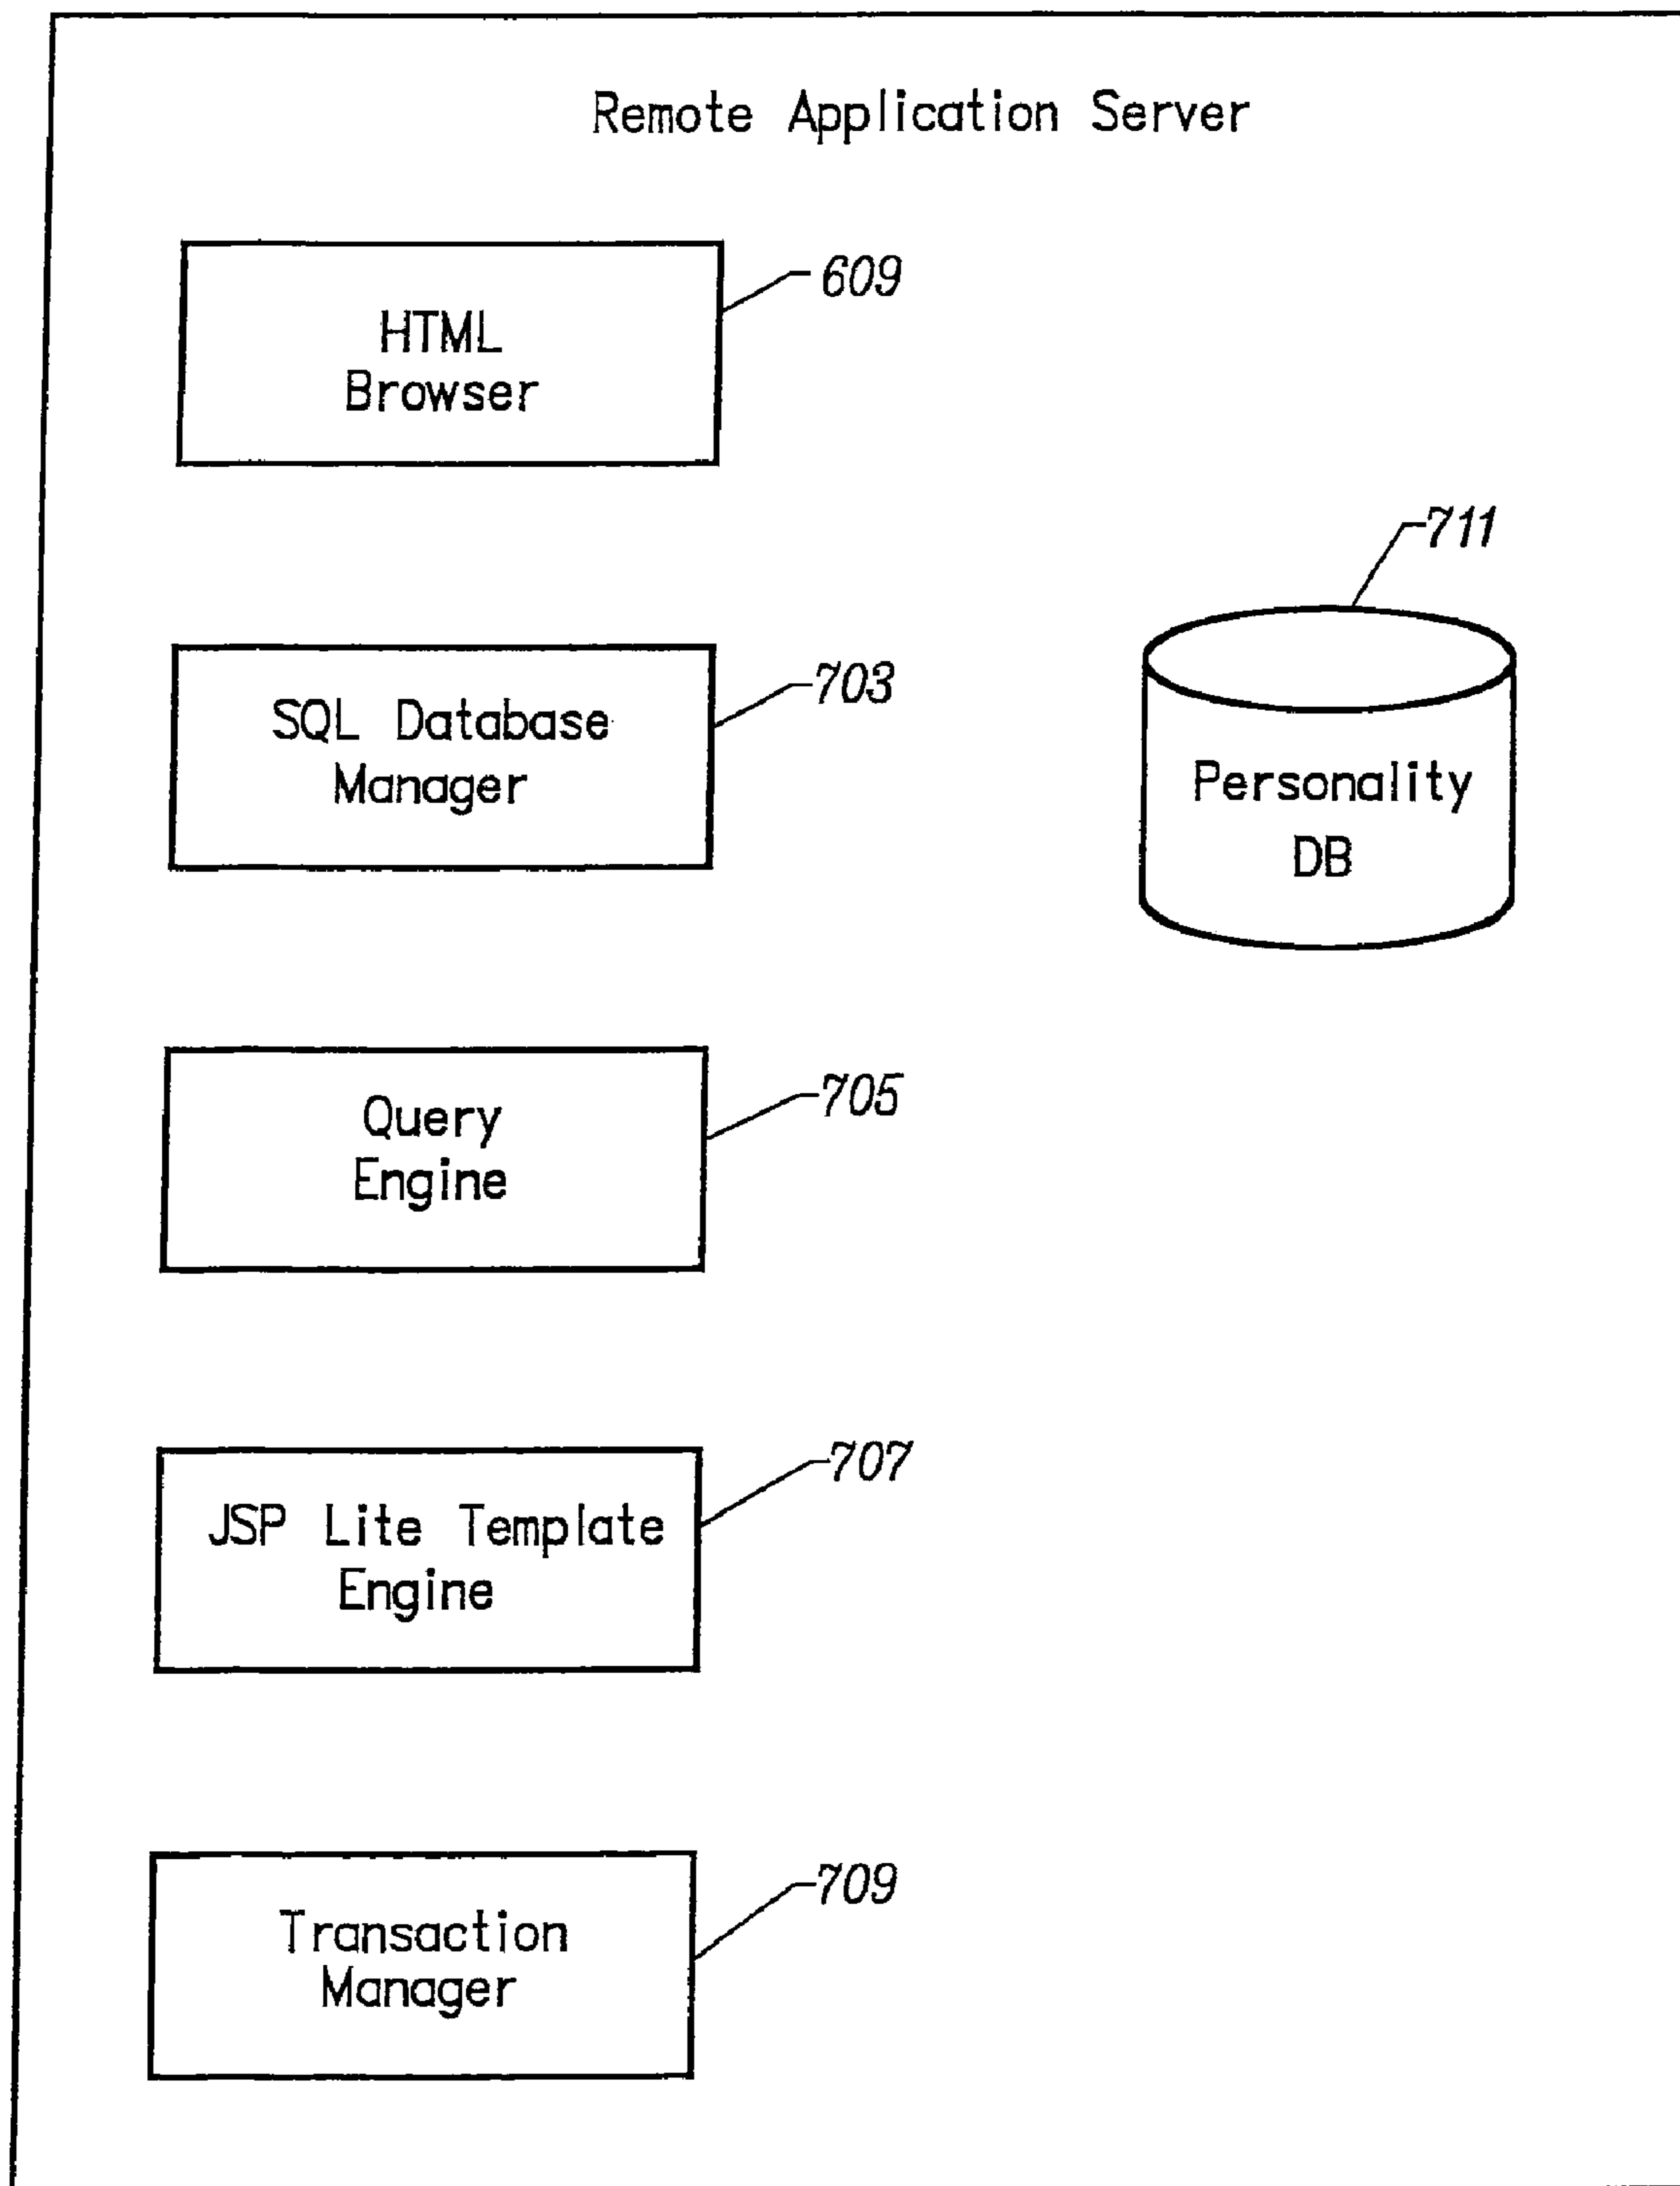 Remote Application Server
609
HTML
Browser
711
703
SQL Database
Manager
Personality
DB
705
Query
Engine
707
JSP Lite Template
Engine
709
Transaction
Manager